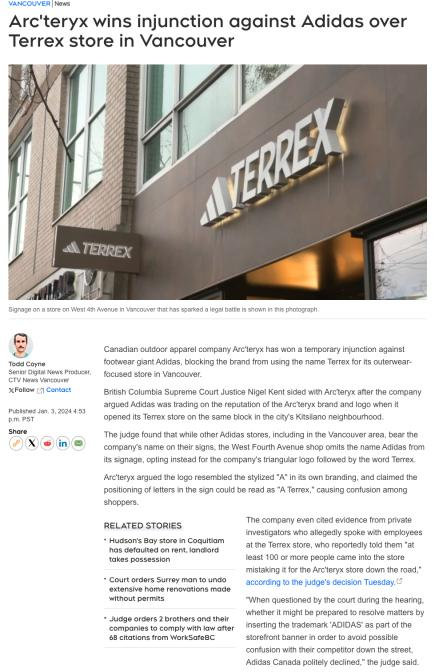 VANCOUVER | News
Arc'teryx wins injunction against Adidas over
Terrex store in Vancouver
TERREX
TERREX
Signage on a store on West 4th Avenue in Vancouver that has sparked a legal battle is shown in this photograph.
Todd Coyne
Senior Digital News Producer,
CTV News Vancouver
Follow | Contact
Published Jan. 3, 2024 4:53
p.m. PST
Share
Canadian outdoor apparel company Arc'teryx has won a temporary injunction against
footwear giant Adidas, blocking the brand from using the name Terrex for its outerwear-
focused store in Vancouver.
British Columbia Supreme Court Justice Nigel Kent sided with Arc'teryx after the company
argued Adidas was trading on the reputation of the Arc'teryx brand and logo when it
opened its Terrex store on the same block in the city's Kitsilano neighbourhood.
The judge found that while other Adidas stores, including in the Vancouver area, bear the
company's name on their signs, the West Fourth Avenue shop omits the name Adidas from
its signage, opting instead for the company's triangular logo followed by the word Terrex.
Arc'teryx argued the logo resembled the stylized "A" in its own branding, and claimed the
positioning of letters in the sign could be read as "A Terrex," causing confusion among
shoppers.
RELATED STORIES
Hudson's Bay store in Coquitlam
has defaulted on rent, landlord
takes possession
Court orders Surrey man to undo
extensive home renovations made
without permits
Judge orders 2 brothers and their
companies to comply with law after
68 citations from WorkSafeBC
The company even cited evidence from private
investigators who allegedly spoke with employees
at the Terrex store, who reportedly told them "at
least 100 or more people came into the store
mistaking it for the Arc'teryx store down the road,"
according to the judge's decision Tuesday.
"When questioned by the court during the hearing,
whether it might be prepared to resolve matters by
inserting the trademark 'ADIDAS' as part of the
storefront banner in order to avoid possible
confusion with their competitor down the street,
Adidas Canada politely declined," the judge said.